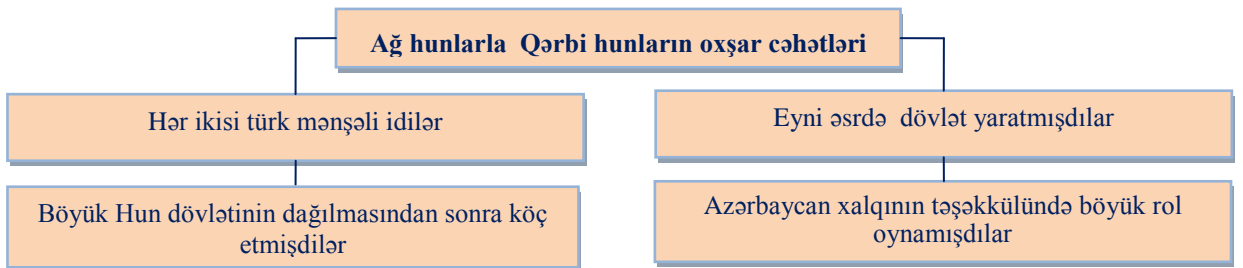 Ağ hunlarla Qərbi hunların oxşar cəhətləri
Hər ikisi türk mənşəli idilər
Böyük Hun dövlətinin dağılmasından sonra köç
etmişdilər
Eyni əsrdə dövlət yaratmışdılar
Azərbaycan xalqının təşəkkülündə böyük rol
oynamışdılar